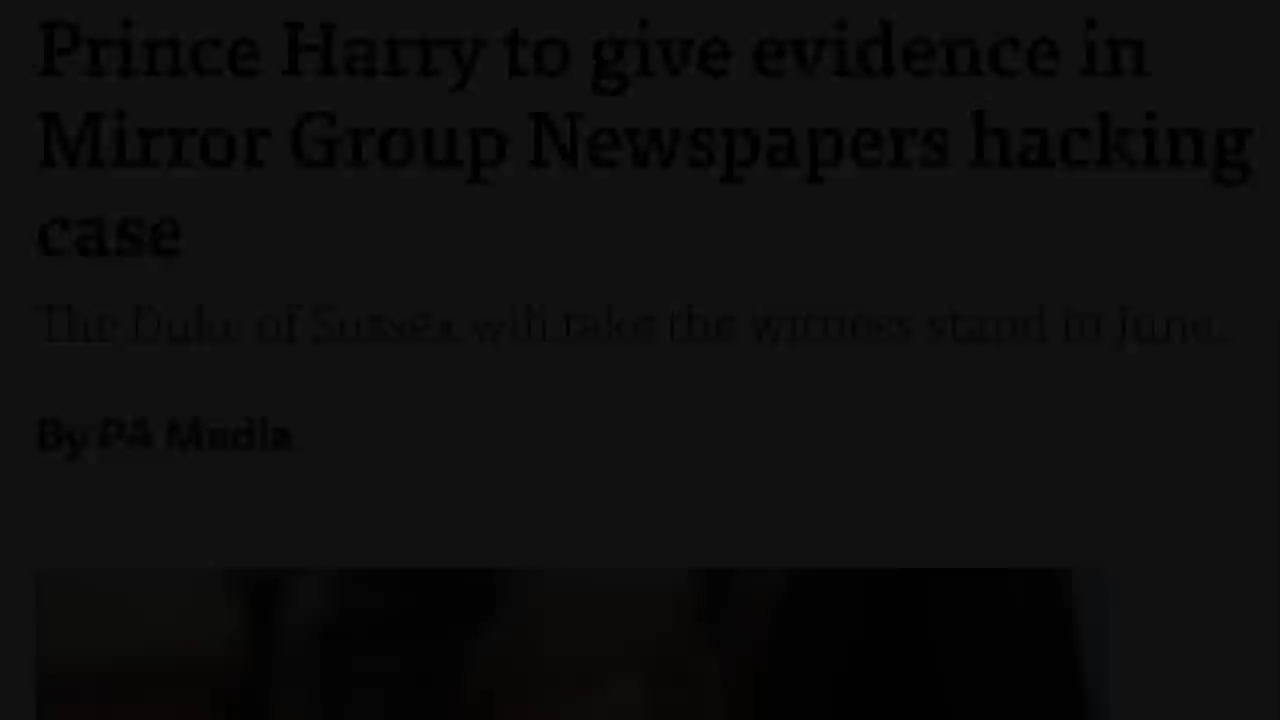 Prince Harry to give evidence in
Mirror Group Newspapers hacking
case
The Duke of Sussex will take the witness stand in June.
By PA Media